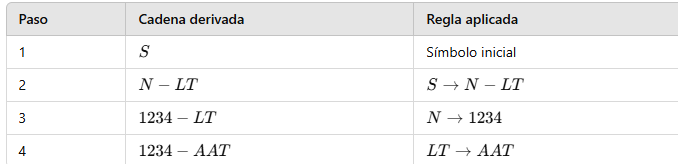 Paso Cadena derivada Regla aplicada
1 S Símbolo inicial
2 N − LT S → N − LT
3 1234 − LT N → 1234
4 1234 − AAT LT → AAT